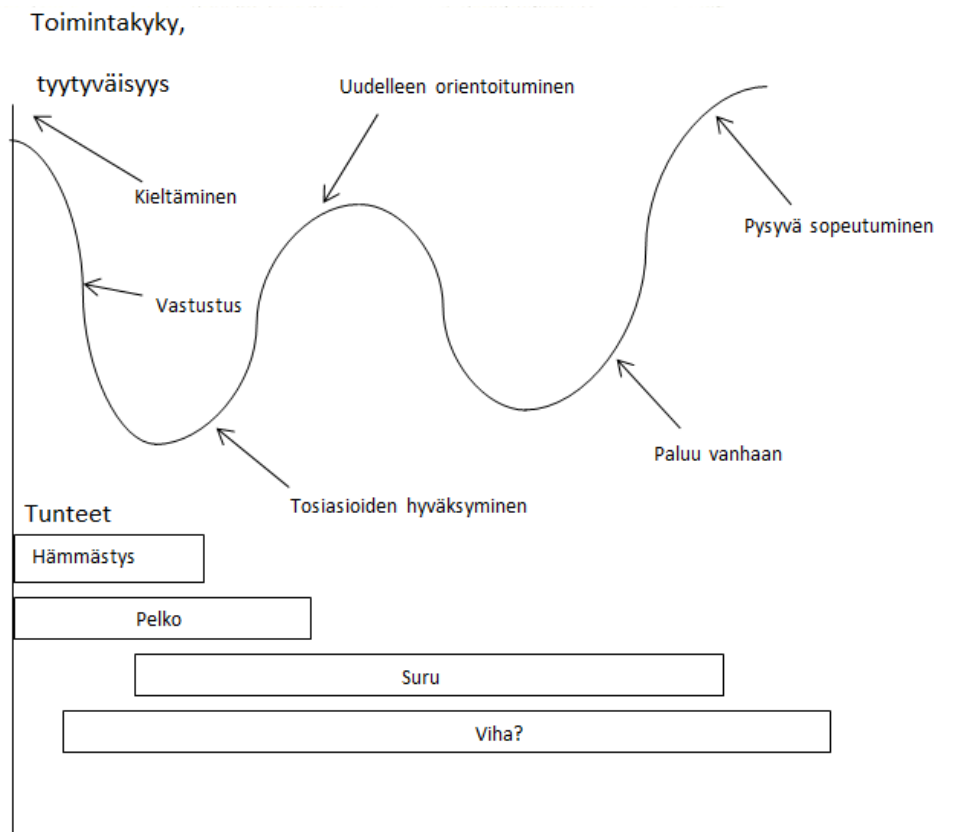 Toimintakyky,
tyytyväisyys
Uudelleen orientoituminen
Kieltäminen
Pysyvä sopeutuminen
Vastustus
Paluu vanhaan
Tosiasioiden hyväksyminen
Tunteet
Hämmästys
Pelko
Suru
Viha?